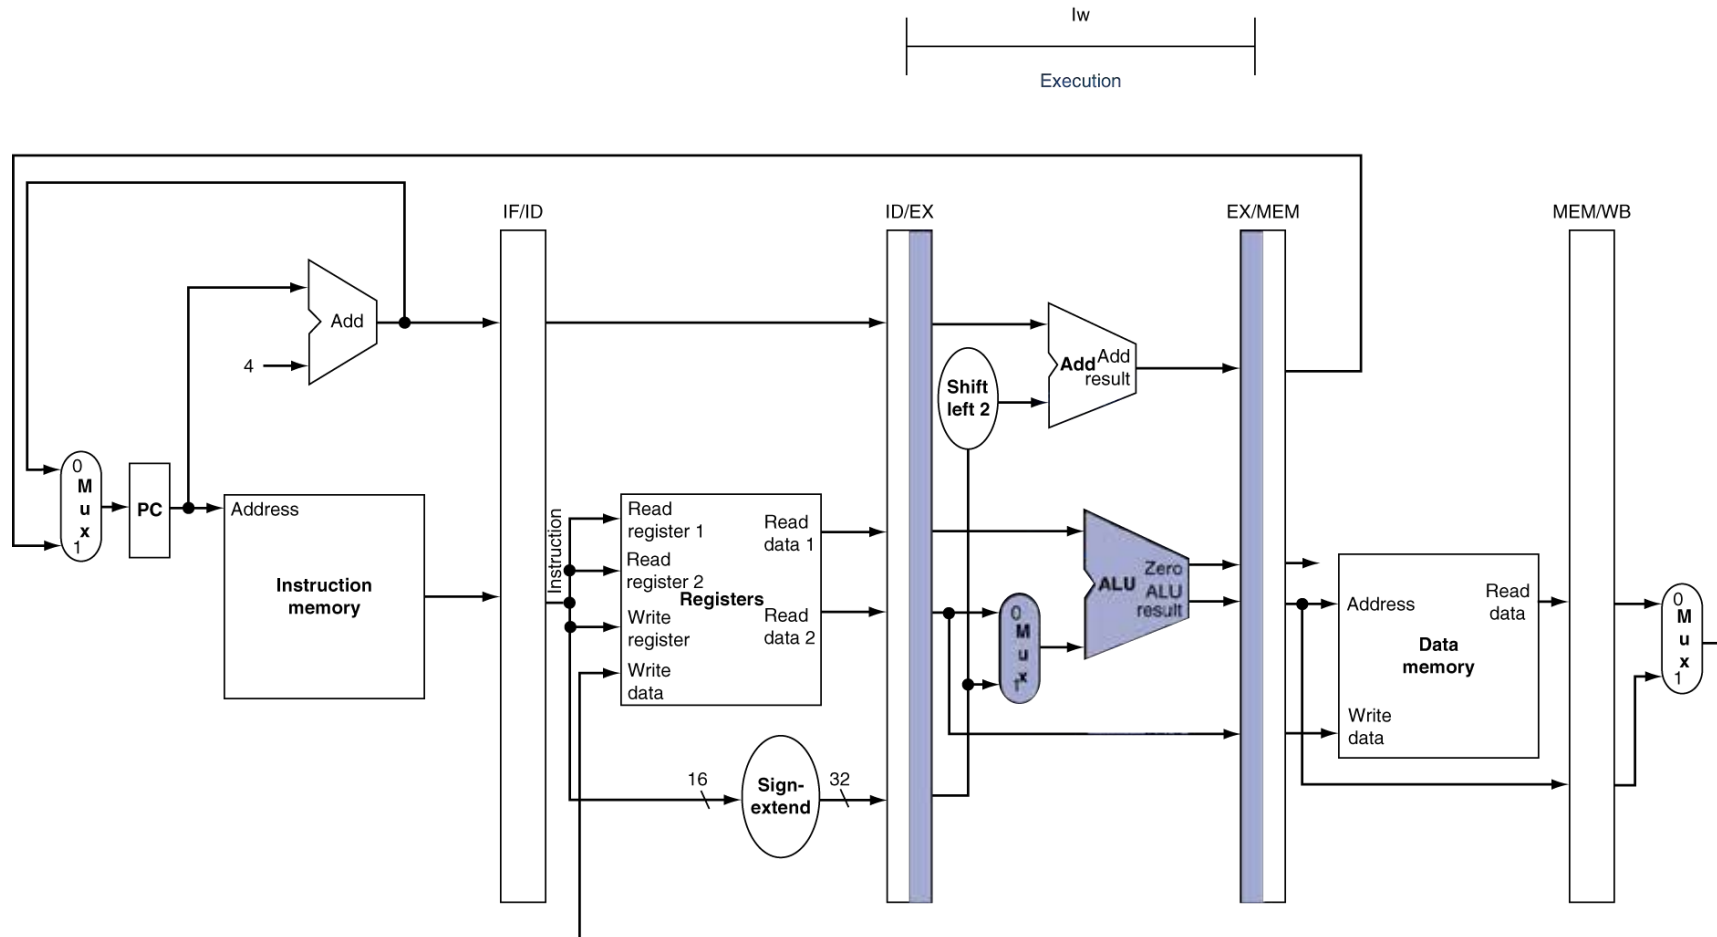 lw
Execution
IF/ID
ID/EX
EX/MEM
MEM/WB
Add
4
Add
Add
result
Shift
left 2
0
M
u
x
1
PC
Address
Instruction
memory
Instruction
Read
register 1
Read
register 2
Write
register
Write
data
Registers
Read
data 1
Read
data 2
16
Sign-
extend
32
0
M
u
x
1
ALU
Zero
ALU
result
Address
Read
data
Data
memory
Write
data
0
M
u
x
1